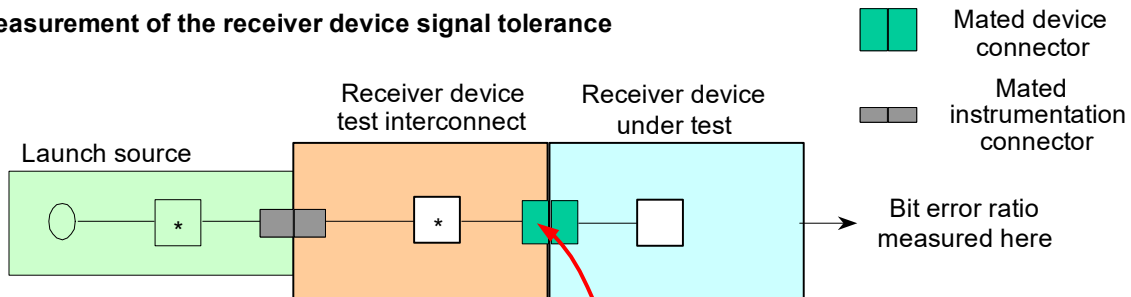 easurement of the receiver device signal tolerance
Mated device
connector
Mated
instrumentation
connector
Receiver device
test interconnect
Receiver device
under test
Launch source
*
*
Bit error ratio
measured here